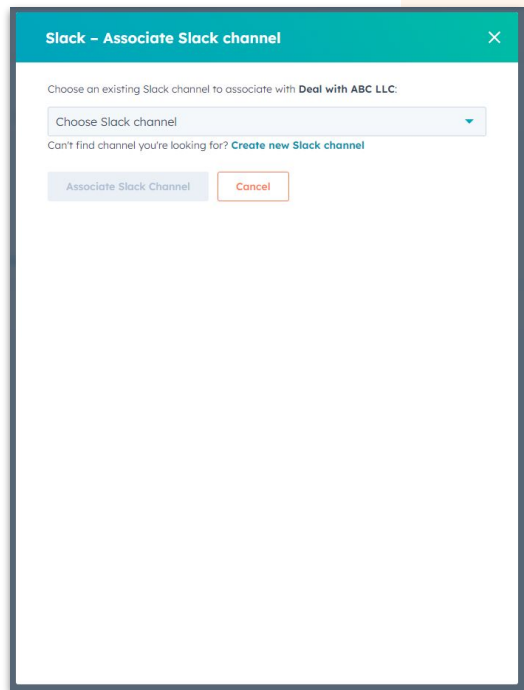 Slack – Associate Slack channel
Choose an existing Slack channel to associate with Deal with ABC LLC:
Choose Slack channel
Can't find channel you're looking for? Create new Slack channel
Associate Slack Channel Cancel